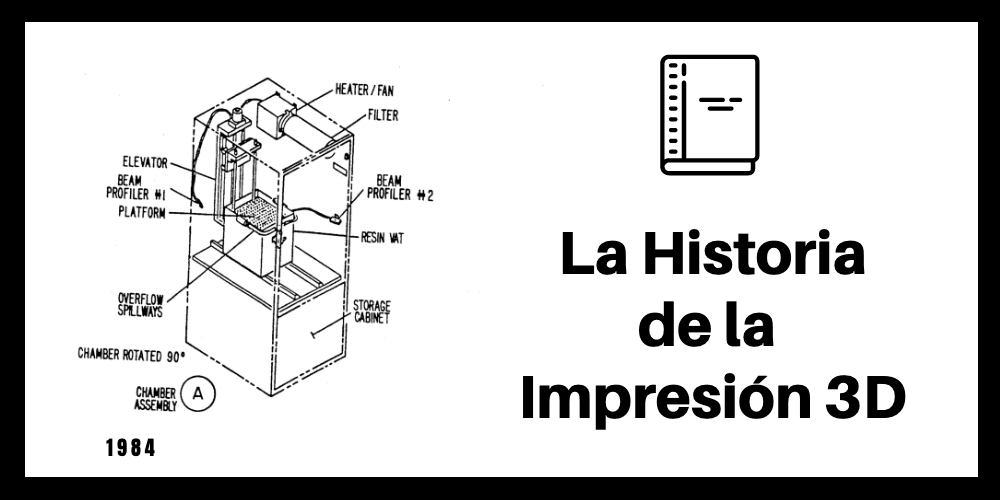 HEATER / FAN
FILTER
ELEVATOR
BEAM
PROFILER #1
PLATFORM
BEAM
PROFILER #2
RESIN VAT
OVERFLOW
SPILLWAYS
STORAGE
CABINET
CHAMBER ROTATED 90°
CHAMBER
ASSEMBLY
A
1984
La Historia
de la
Impresión 3D